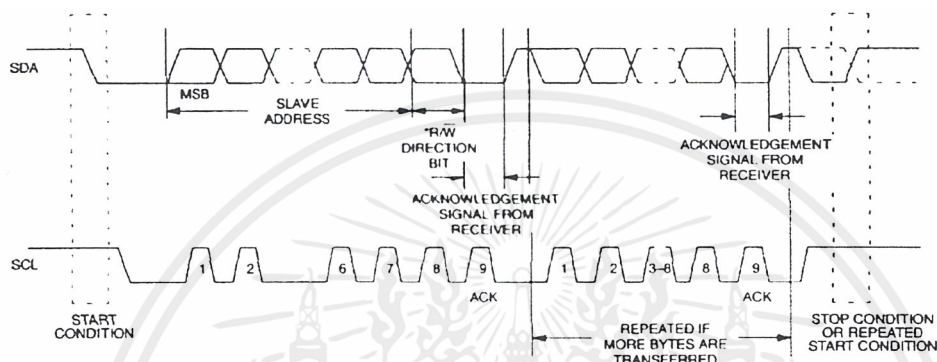 SDA
MSB
SLAVE
ADDRESS
*R/W
DIRECTION
BIT
ACKNOWLEDGEMENT
SIGNAL FROM
RECEIVER
ACKNOWLEDGEMENT
SIGNAL FROM
RECEIVER
SCL
1 2 6 7 8 9 1 2 3-8 8 9
ACK ACK
START
CONDITION
REPEATED IF
MORE BYTES ARE
TRANSFERRED
STOP CONDITION
OR REPEATED
START CONDITION